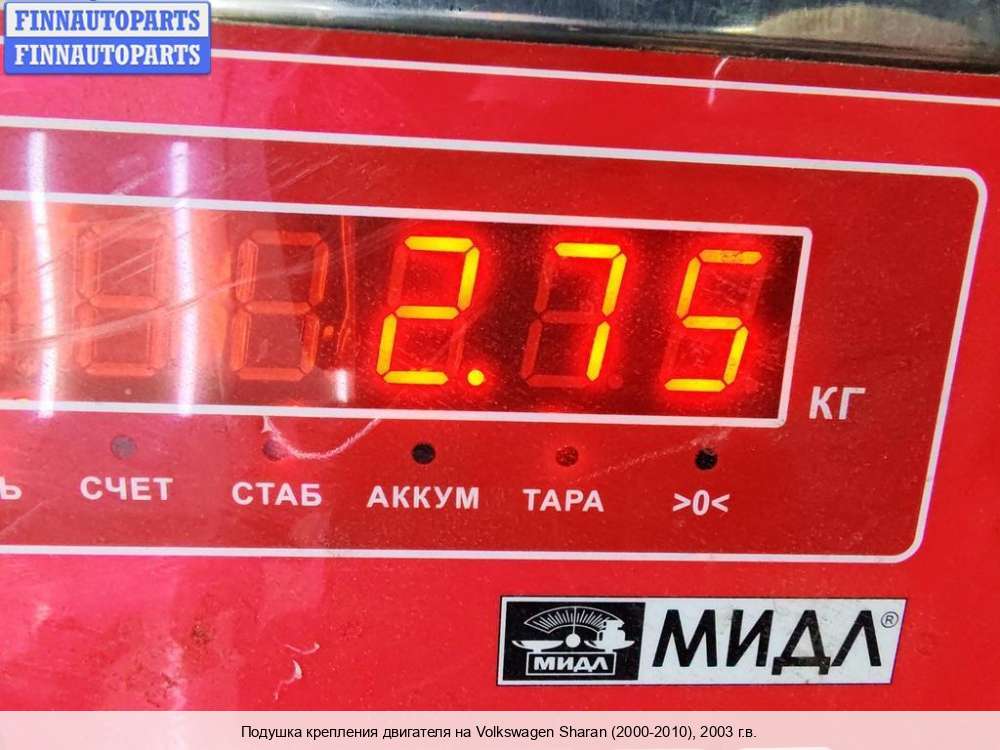 FINNAUTOPARTS
FINNAUTOPARTS
2.75
КГ
Ь СЧЕТ СТАБ АККУМ ТАРА >0<
МИДЛ МИДЛ®
Подушка крепления двигателя на Volkswagen Sharan (2000-2010), 2003 г.в.